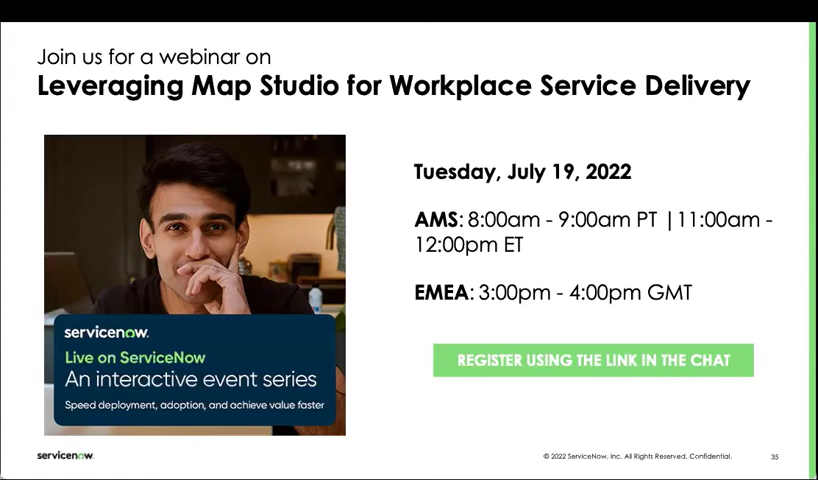 Join us for a webinar on
Leveraging Map Studio for Workplace Service Delivery
Tuesday, July 19, 2022
AMS: 8:00am - 9:00am PT |11:00am -
12:00pm ET
EMEA: 3:00pm - 4:00pm GMT
REGISTER USING THE LINK IN THE CHAT
servicenow.
Live on ServiceNow
An interactive event series
Speed deployment, adoption, and achieve value faster
servicenow.
© 2022 ServiceNow, Inc. All Rights Reserved. Confidential.
35